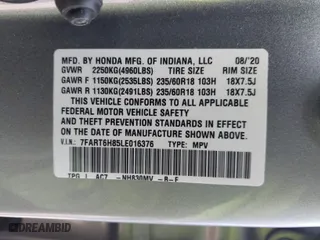 MFD. BY HONDA MFG. OF INDIANA, LLC 08/'20
GVWR 2250KG(4960LBS) TIRE SIZE RIM SIZE
GAWR F 1150KG(2535LBS) 235/60R18 103H 18X7.5J
GAWR R 1130KG(2491LBS) 235/60R18 103H 18X7.5J
THIS VEHICLE CONFORMS TO ALL APPLICABLE
FEDERAL MOTOR VEHICLE SAFETY AND
THEFT PREVENTION STANDARDS IN EFFECT
ON THE DATE OF MANUFACTURE SHOWN ABOVE.
V.I.N.: 7FART6H85LE016376 TYPE: MPV
TPG L AC7 -NH830MV -B-F
© DREAMBID